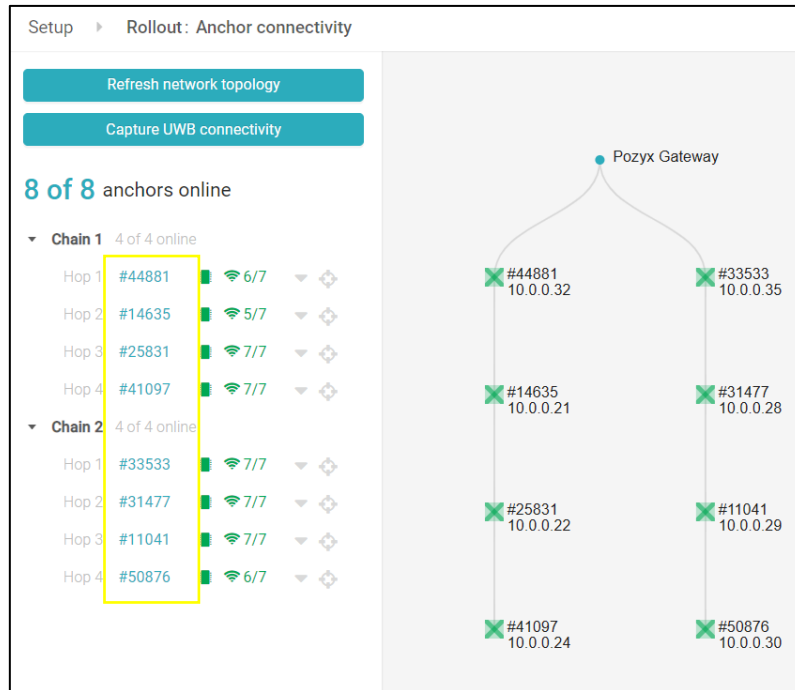 Setup Rollout: Anchor connectivity
Refresh network topology
Capture UWB connectivity
8 of 8 anchors online
Chain 1 4 of 4 online
Hop 1 #44881 6/7
Hop 2 #14635 5/7
Hop 3 #25831 7/7
Hop 4 #41097 7/7
Chain 2 4 of 4 online
Hop 1 #33533 7/7
Hop 2 #31477 7/7
Hop 3 #11041 7/7
Hop 4 #50876 6/7
Pozyx Gateway
#44881
10.0.0.32
#33533
10.0.0.35
#14635
10.0.0.21
#31477
10.0.0.28
#25831
10.0.0.22
#11041
10.0.0.29
#41097
10.0.0.24
#50876
10.0.0.30